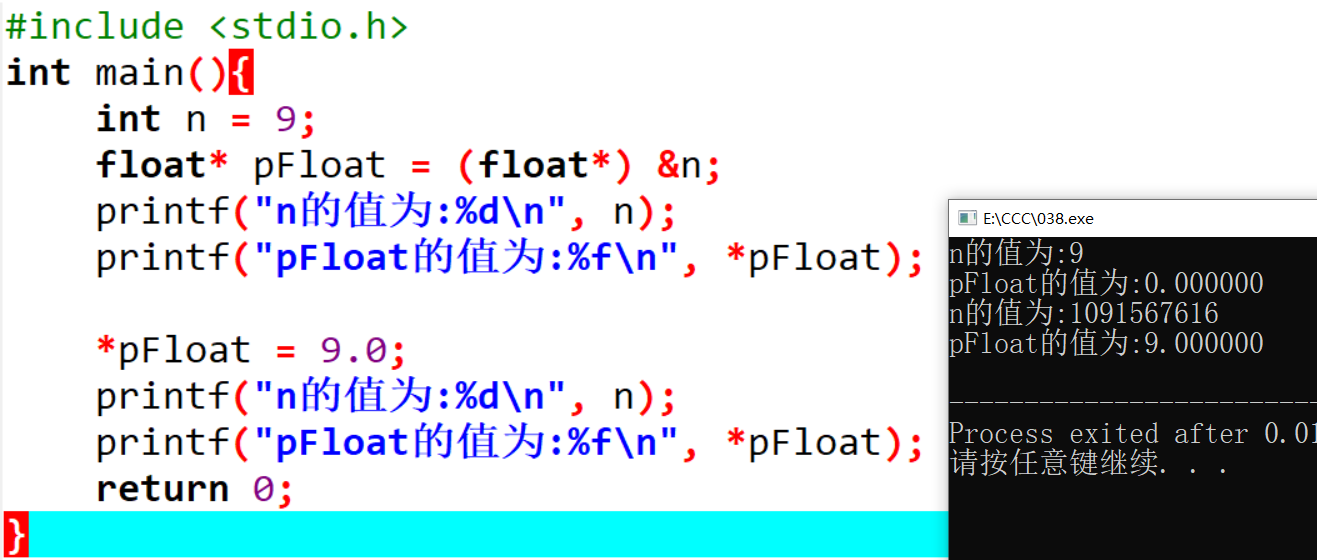 #include <stdio.h>
int main(){
int n = 9;
float* pFloat = (float*) &n;
printf("n的值为:%d\n", n);
printf("pFloat的值为:%f\n", *pFloat);
*pFloat = 9.0;
printf("n的值为:%d\n", n);
printf("pFloat的值为:%f\n", *pFloat);
return 0;
}
E:\CCC\038.exe
n的值为:9
pFloat的值为:0.000000
n的值为:1091567616
pFloat的值为:9.000000
--------------------------
Process exited after 0.01
请按任意键继续. . .